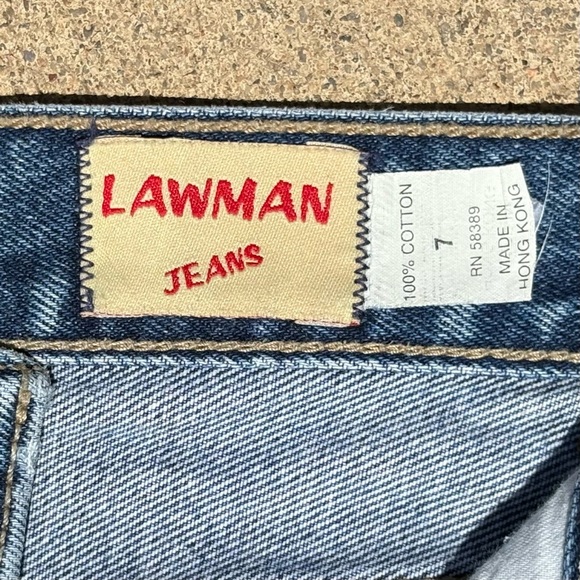 LAWMAN
JEANS
100% COTTON
7
RN 58389
MADE IN
HONG KONG